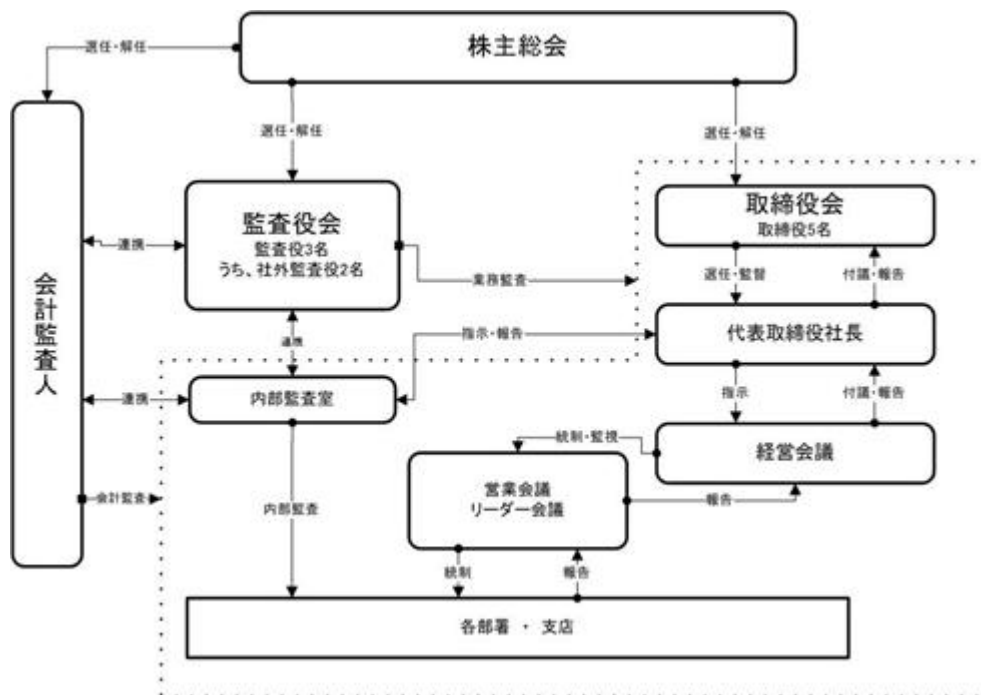 株主総会
選任・解任
選任・解任
選任・解任
監査役会
監査役3名
うち、社外監査役2名
取締役会
取締役5名
連携
業務監査
選任・監督
付議・報告
会計監査人
連携
指示・報告
代表取締役社長
連携
内部監査室
指示
付議・報告
統制・監視
経営会議
会計監査
内部監査
営業会議
リーダー会議
報告
統制
報告
各部署 ・ 支店